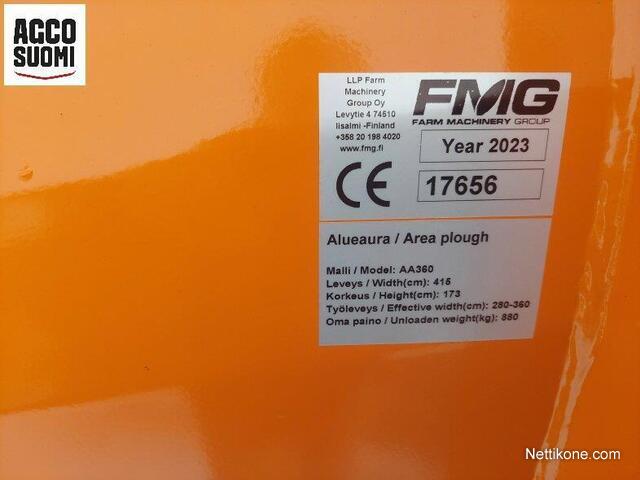 AGCO
SUOMI
LLP Farm
Machinery
Group Oy
Levytie 4 74510
Iisalmi -Finland
+358 20 198 4020
www.fmg.fi
CE
FMG
FARM MACHINERY GROUP
Year 2023
17656
Alueaura / Area plough
Malli / Model: AA360
Leveys / Width(cm): 415
Korkeus / Height(cm): 173
Työleveys / Effective width(cm): 280-360
Oma paino / Unloaden weight(kg): 880
Nettikone.com